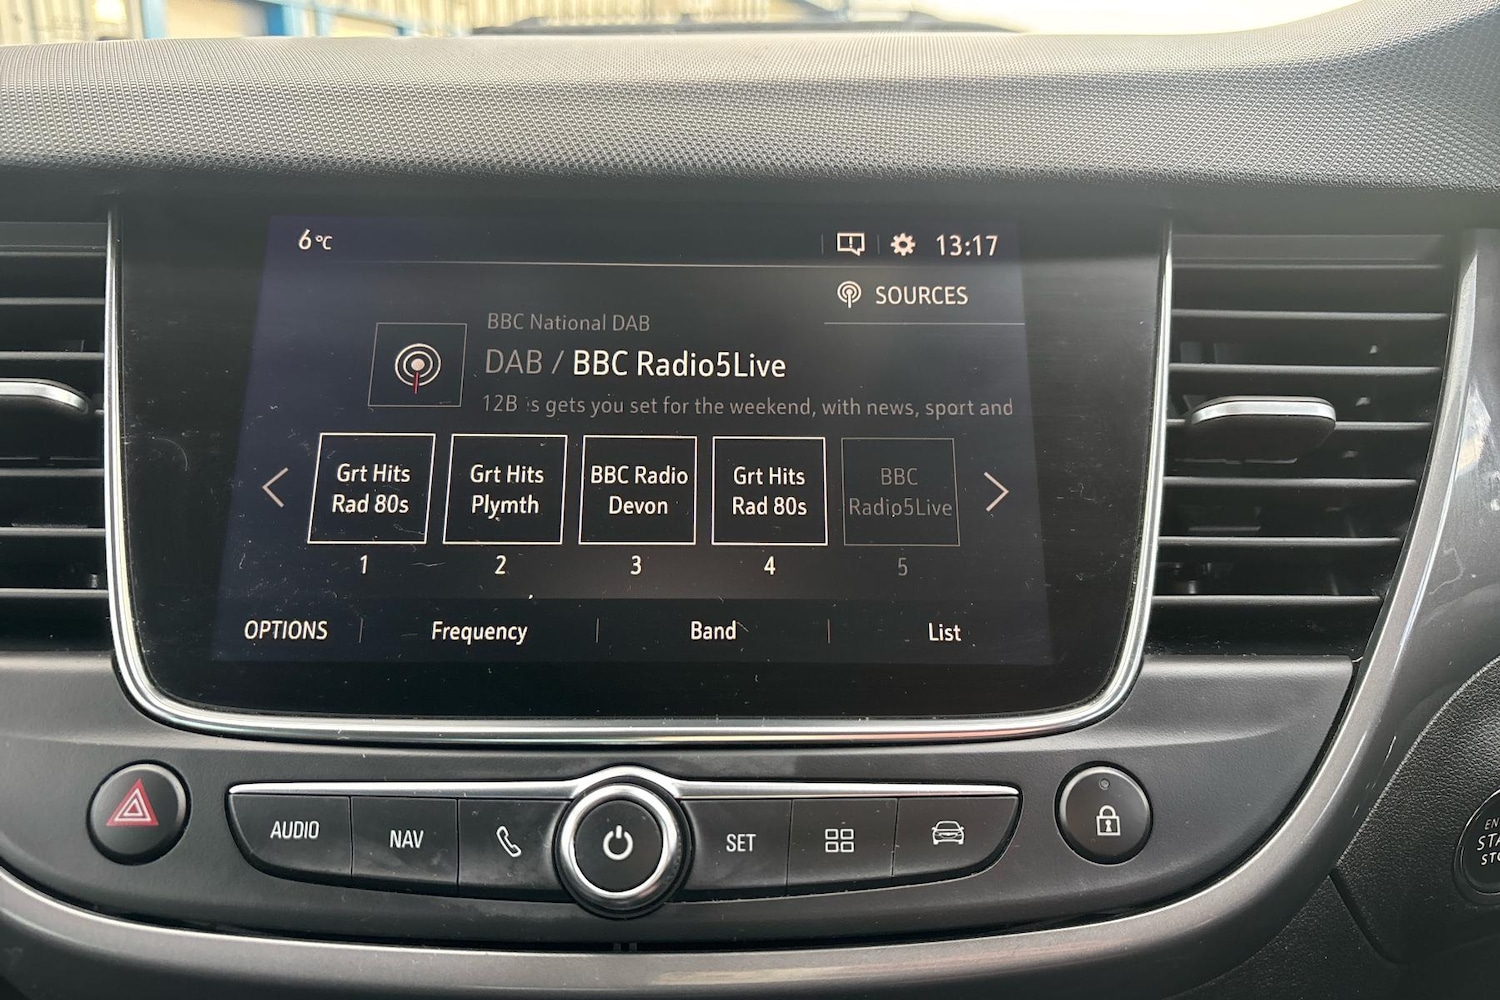 6°C
13:17
SOURCES
BBC National DAB
DAB / BBC Radio5Live
12B s gets you set for the weekend, with news, sport and
Grt Hits
Rad 80s
Grt Hits
Plymth
BBC Radio
Devon
Grt Hits
Rad 80s
BBC
Radio5Live
1
2
3
4
5
OPTIONS
Frequency
Band
List
AUDIO
NAV
SET